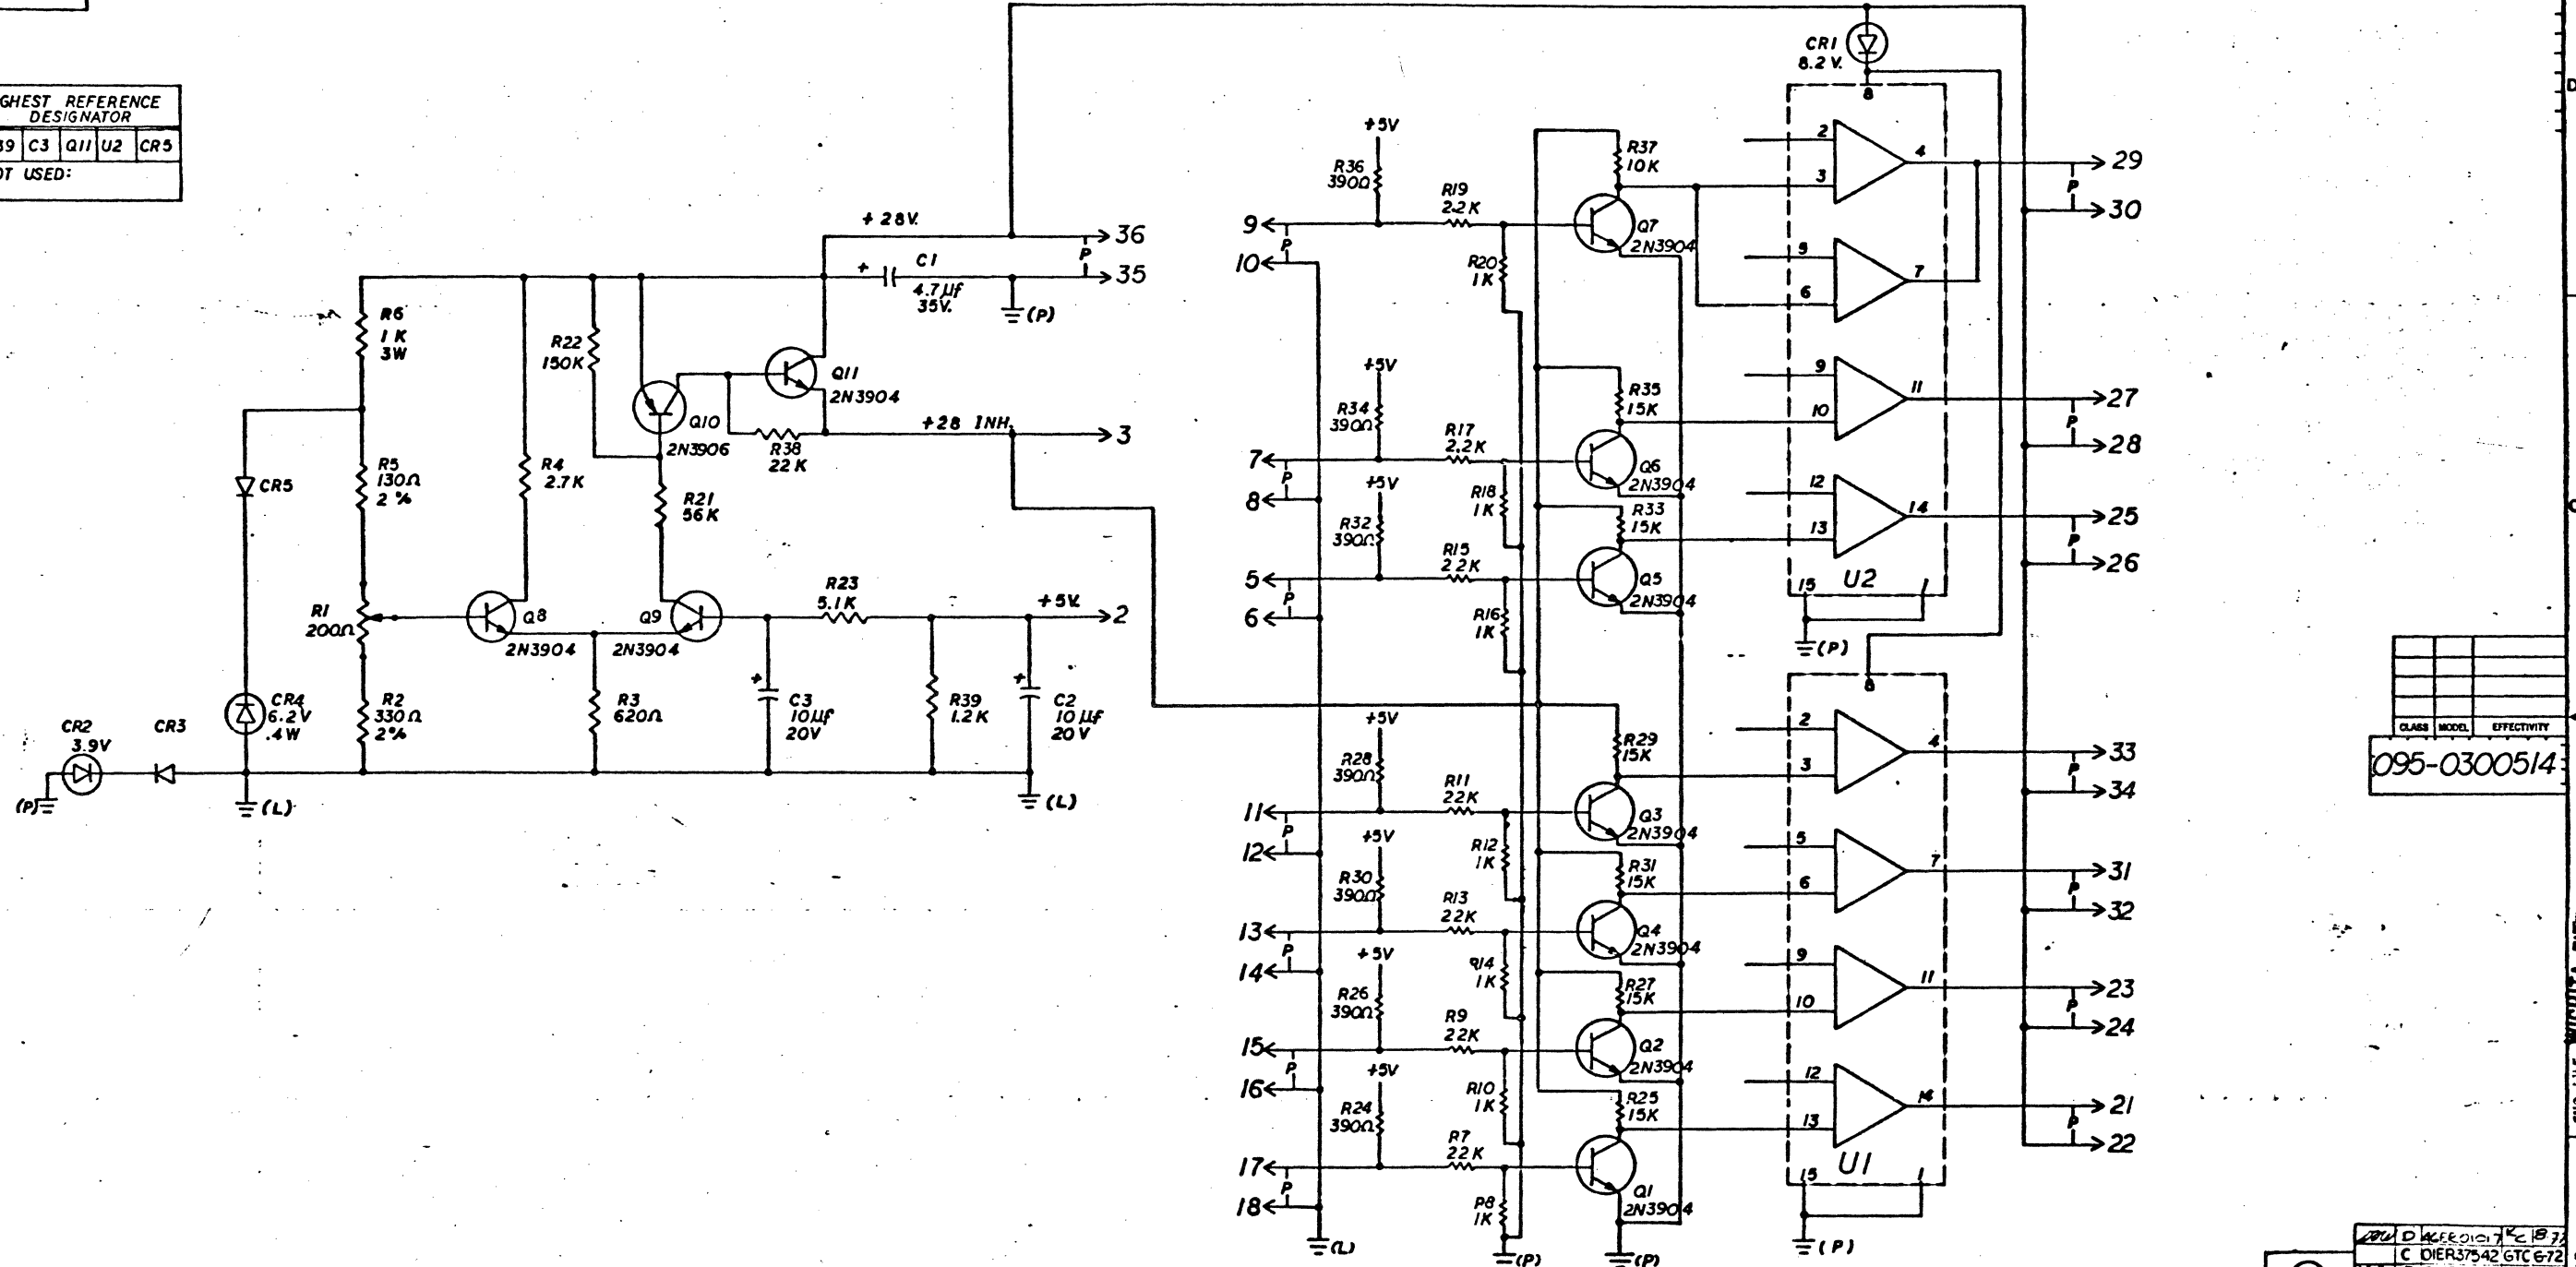 GHEST REFERENCE
DESIGNATOR
39 C3 Q11 U2 CR5
OT USED:
CR1
8.2 V.
8
+28V.
36
P
35
+ C1
4.7µf
35V.
(P)
R6
1K
3W
R22
150K
Q11
2N3904
Q10
2N3906
R38
22K
+28 INH.
3
R5
130Ω
2%
R4
2.7K
R21
56K
CR5
R1
200Ω
Q8
2N3904
Q9
2N3904
R23
5.1K
+5V.
2
CR4
6.2V
.4W
R2
330Ω
2%
R3
620Ω
+
C3
10µf
20V
R39
1.2K
+
C2
10µf
20V
CR2
3.9V
CR3
(P)
(L)
(L)
+5V
R36
390Ω
R19
2.2K
9
P
10
R20
1K
R37
10K
Q7
2N3904
2
3
4
5
6
7
29
P
30
+5V
R34
390Ω
R17
2.2K
7
P
8
R18
1K
R35
15K
Q6
2N3904
9
10
11
27
P
28
+5V
R32
390Ω
R15
2.2K
5
P
6
R16
1K
R33
15K
Q5
2N3904
12
13
14
25
P
26
15
U2
1
(P)
8
+5V
R28
390Ω
R11
22K
11
P
12
R12
1K
R29
15K
Q3
2N3904
2
3
4
33
P
34
+5V
R30
390Ω
R13
22K
13
P
14
R14
1K
R31
15K
Q4
2N3904
5
6
7
31
P
32
+5V
R26
390Ω
R9
22K
15
P
16
R10
1K
R27
15K
Q2
2N3904
9
10
11
23
P
24
+5V
R24
390Ω
R7
22K
17
P
18
R8
1K
R25
15K
Q1
2N3904
12
13
14
21
P
22
15
U1
1
(L)
(P)
(P)
(P)
CLASS MODEL EFFECTIVITY
095-0300514
D
C DIER37542 GTC 6-72